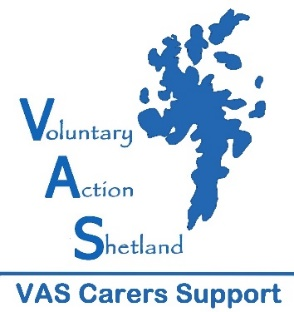 Voluntary
Action
Shetland
VAS Carers Support